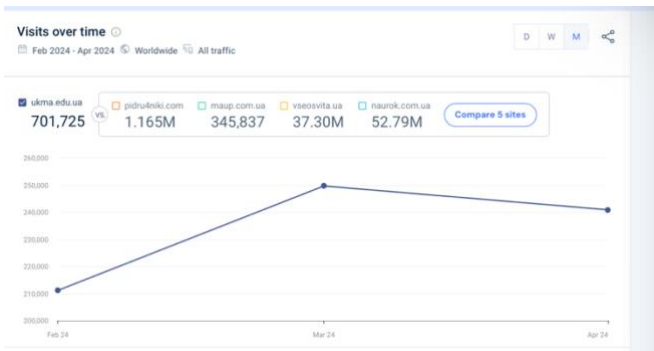 Visits over time
Feb 2024 - Apr 2024 Worldwide All traffic
D W M
ukma.edu.ua
701,725
vs.
pidru4niki.com
1.165M
maup.com.ua
345,837
vseosvita.ua
37.30M
naurok.com.ua
52.79M
Compare 5 sites
260,000
250,000
240,000
230,000
220,000
210,000
200,000
Feb 24 Mar 24 Apr 24